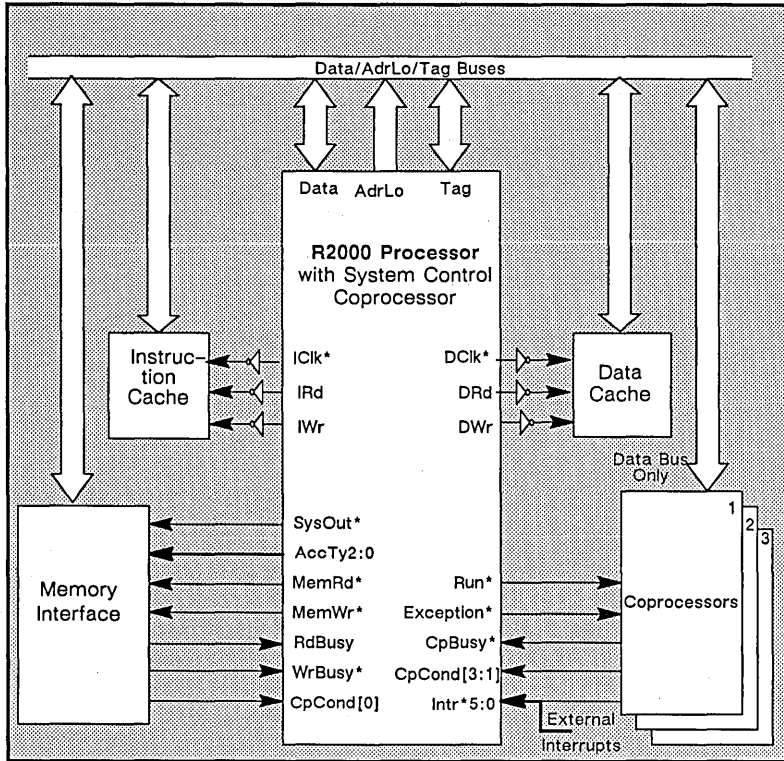 Data/AdrLo/Tag Buses
Data AdrLo Tag
R2000 Processor
with System Control
Coprocessor
Instruc-
tion
Cache
IClk*
IRd
IWr
DClk*
DRd
DWr
Data
Cache
Data Bus
Only
Memory
Interface
SysOut*
AccTy2:0
MemRd*
MemWr*
RdBusy
WrBusy*
CpCond[0]
Run*
Exception*
CpBusy*
CpCond[3:1]
Intr*5:0
1
2
3
Coprocessors
External
Interrupts